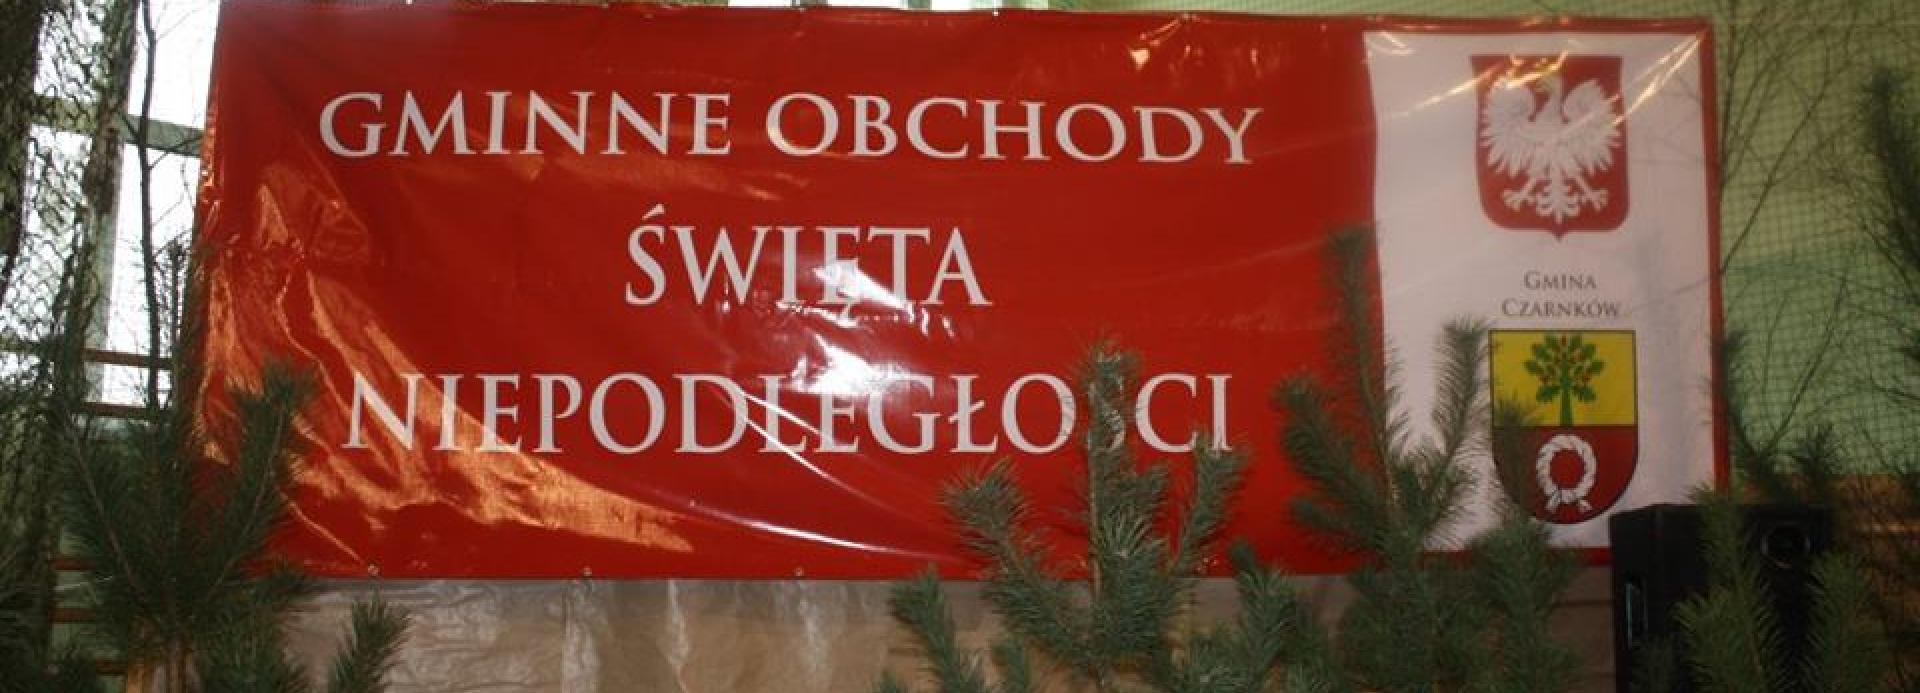 GMINNE OBCHODY
ŚWIĘTA
NIEPODLEGŁOŚCI
GMINA
CZARNKÓW